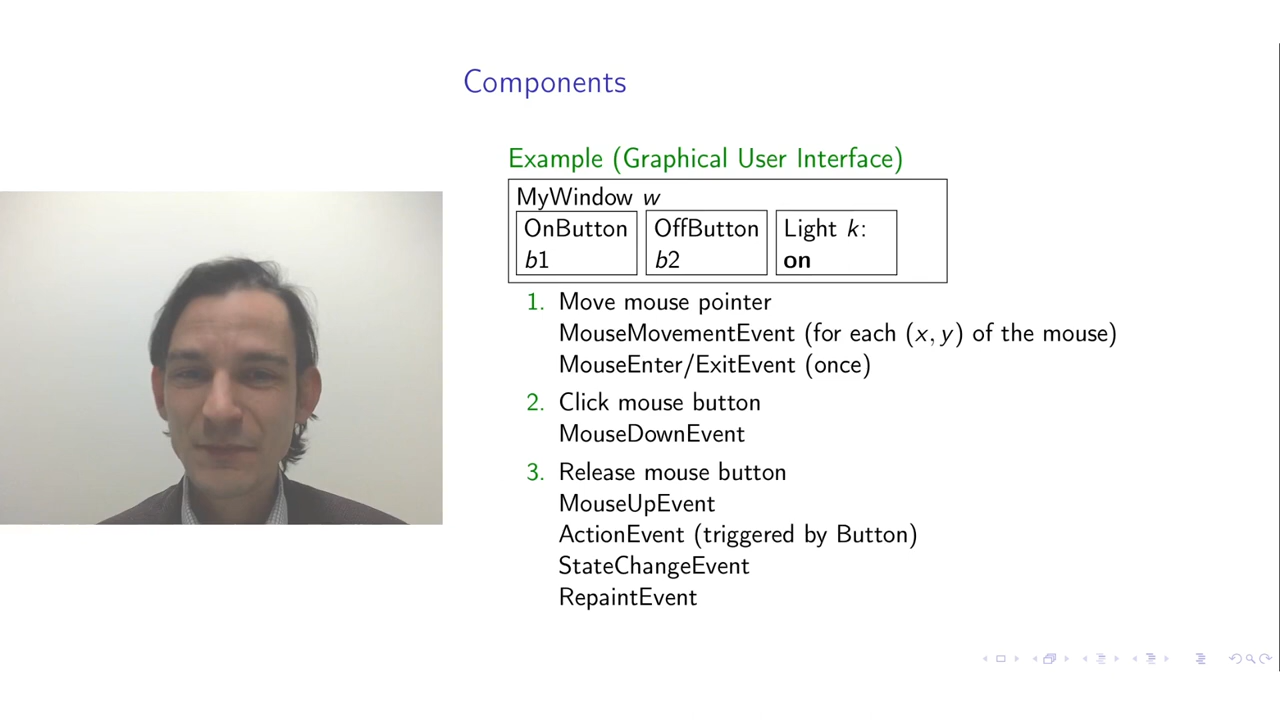 Components
Example (Graphical User Interface)
MyWindow w
OnButton OffButton Light k:
b1 b2 on
1. Move mouse pointer
MouseMovementEvent (for each (x, y) of the mouse)
MouseEnter/ExitEvent (once)
2. Click mouse button
MouseDownEvent
3. Release mouse button
MouseUpEvent
ActionEvent (triggered by Button)
StateChangeEvent
RepaintEvent